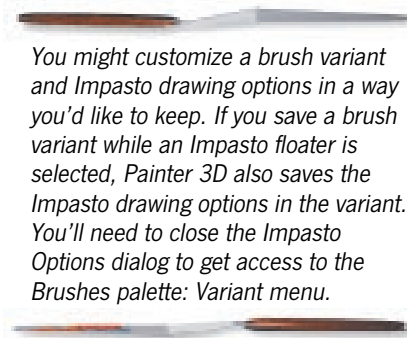 You might customize a brush variant
and Impasto drawing options in a way
you’d like to keep. If you save a brush
variant while an Impasto floater is
selected, Painter 3D also saves the
Impasto drawing options in the variant.
You’ll need to close the Impasto
Options dialog to get access to the
Brushes palette: Variant menu.